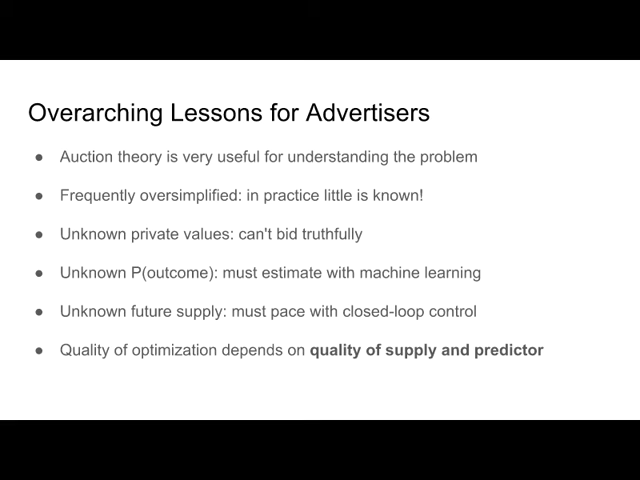 Overarching Lessons for Advertisers
● Auction theory is very useful for understanding the problem
● Frequently oversimplified: in practice little is known!
● Unknown private values: can't bid truthfully
● Unknown P(outcome): must estimate with machine learning
● Unknown future supply: must pace with closed-loop control
● Quality of optimization depends on quality of supply and predictor